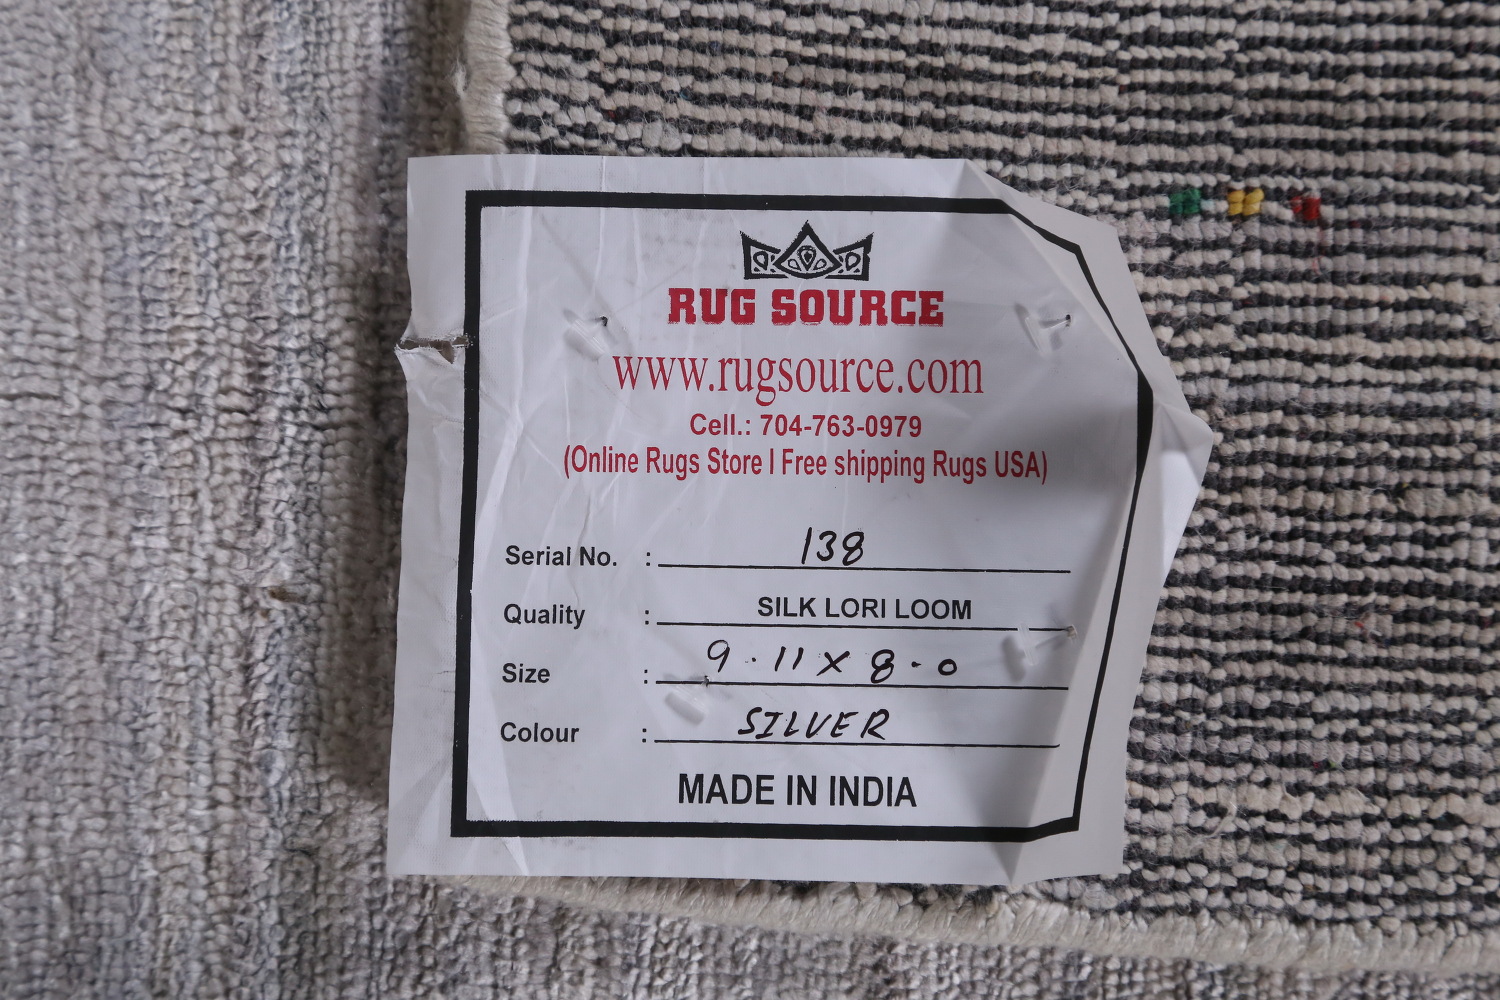 RUG SOURCE
www.rugsource.com
Cell.: 704-763-0979
(Online Rugs Store I Free shipping Rugs USA)
Serial No. : 138
Quality : SILK LORI LOOM
Size : 9.11 x 8.0
Colour : SILVER
MADE IN INDIA